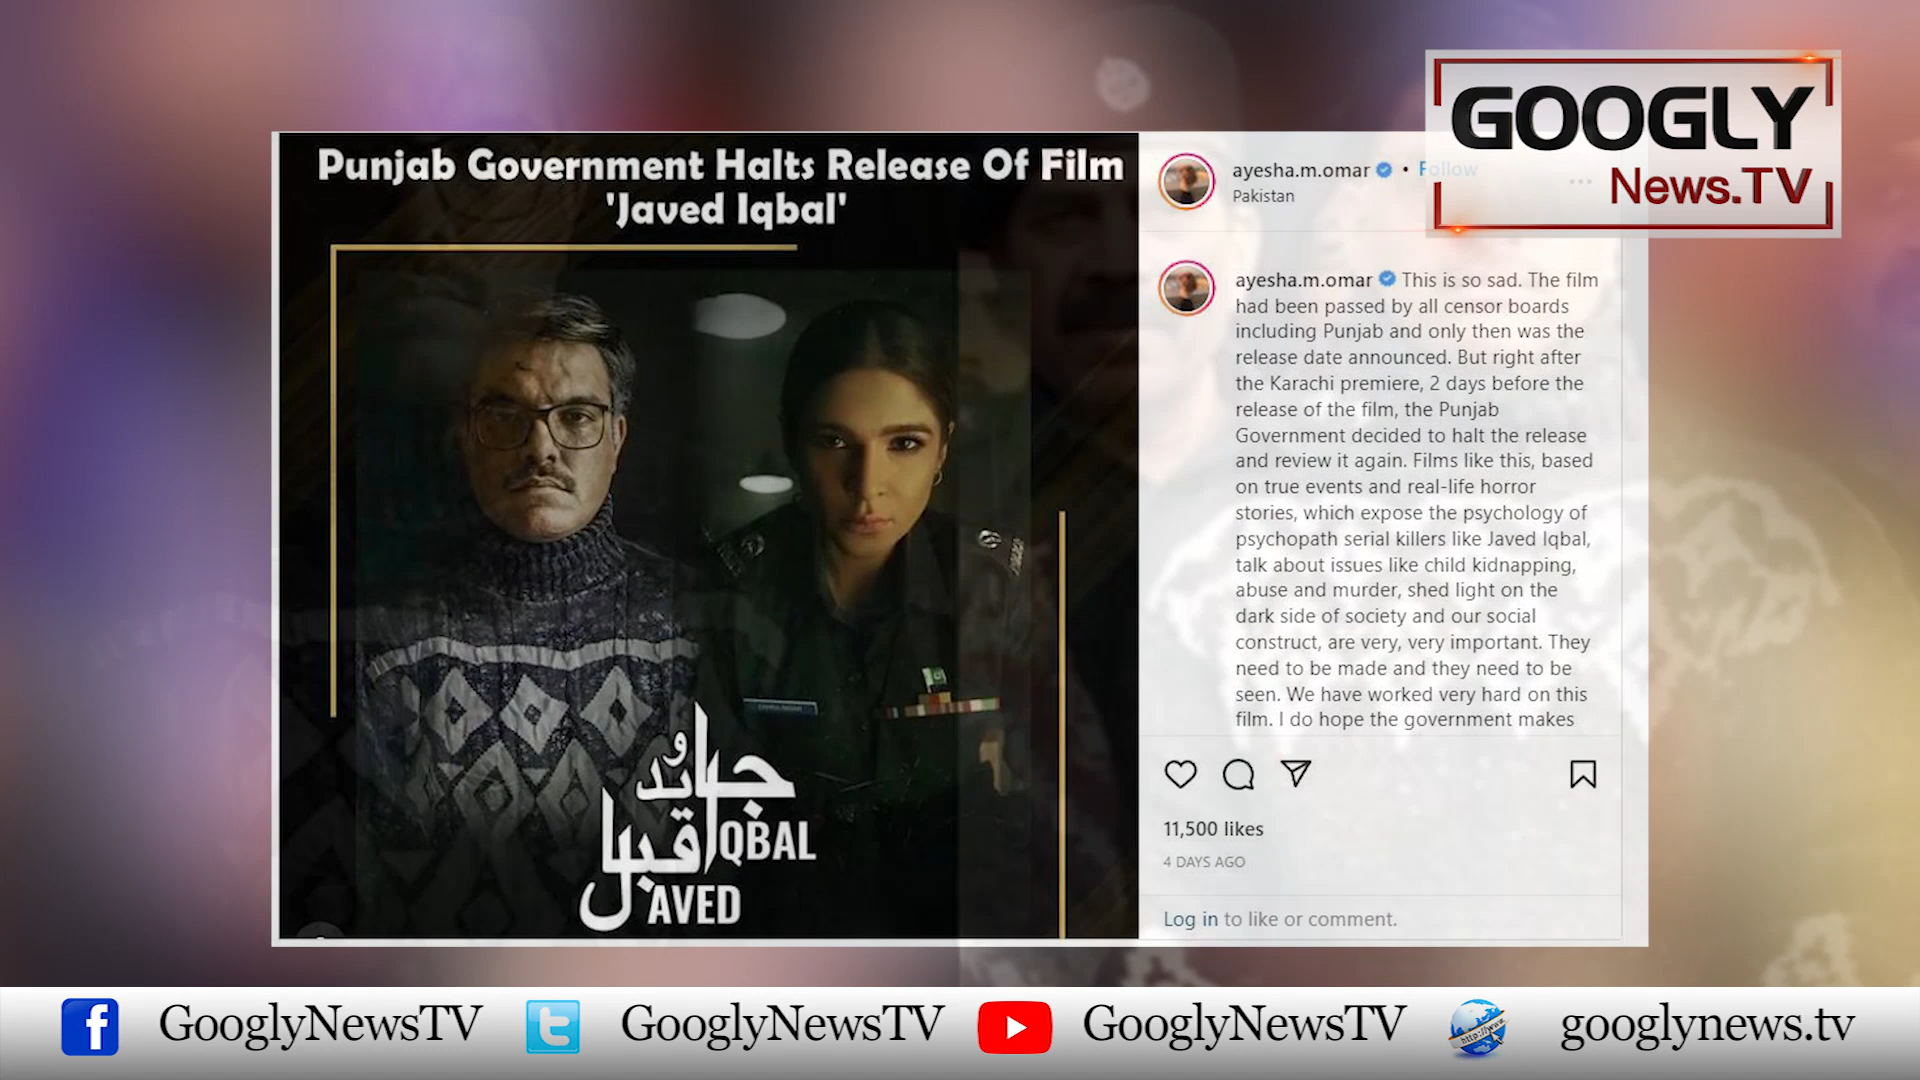 GOOGLY
News.TV
Punjab Government Halts Release Of Film
'Javed Iqbal'
جاوید
اقبال
IQBAL
JAVED
ayesha.m.omar • Follow
Pakistan
ayesha.m.omar This is so sad. The film
had been passed by all censor boards
including Punjab and only then was the
release date announced. But right after
the Karachi premiere, 2 days before the
release of the film, the Punjab
Government decided to halt the release
and review it again. Films like this, based
on true events and real-life horror
stories, which expose the psychology of
psychopath serial killers like Javed Iqbal,
talk about issues like child kidnapping,
abuse and murder, shed light on the
dark side of society and our social
construct, are very, very important. They
need to be made and they need to be
seen. We have worked very hard on this
film. I do hope the government makes
11,500 likes
4 DAYS AGO
Log in to like or comment.
GooglyNewsTV GooglyNewsTV GooglyNewsTV googlynews.tv